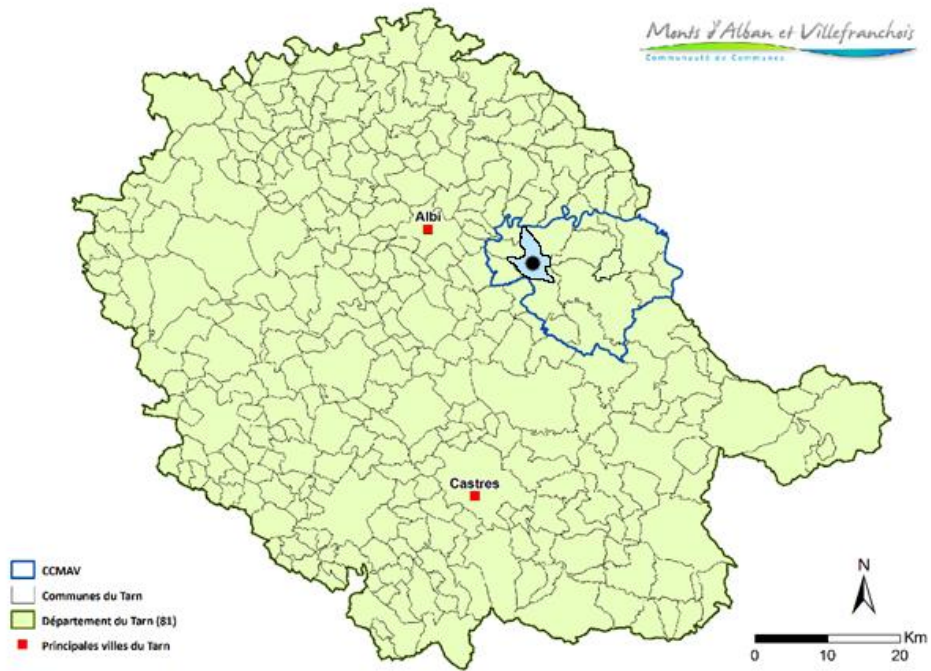 Monts d'Alban et Villefranchois
Communauté de Communes
Albi
Castres
CCMAV
Communes du Tarn
Département du Tarn (81)
Principales villes du Tarn
N
0 10 20 Km